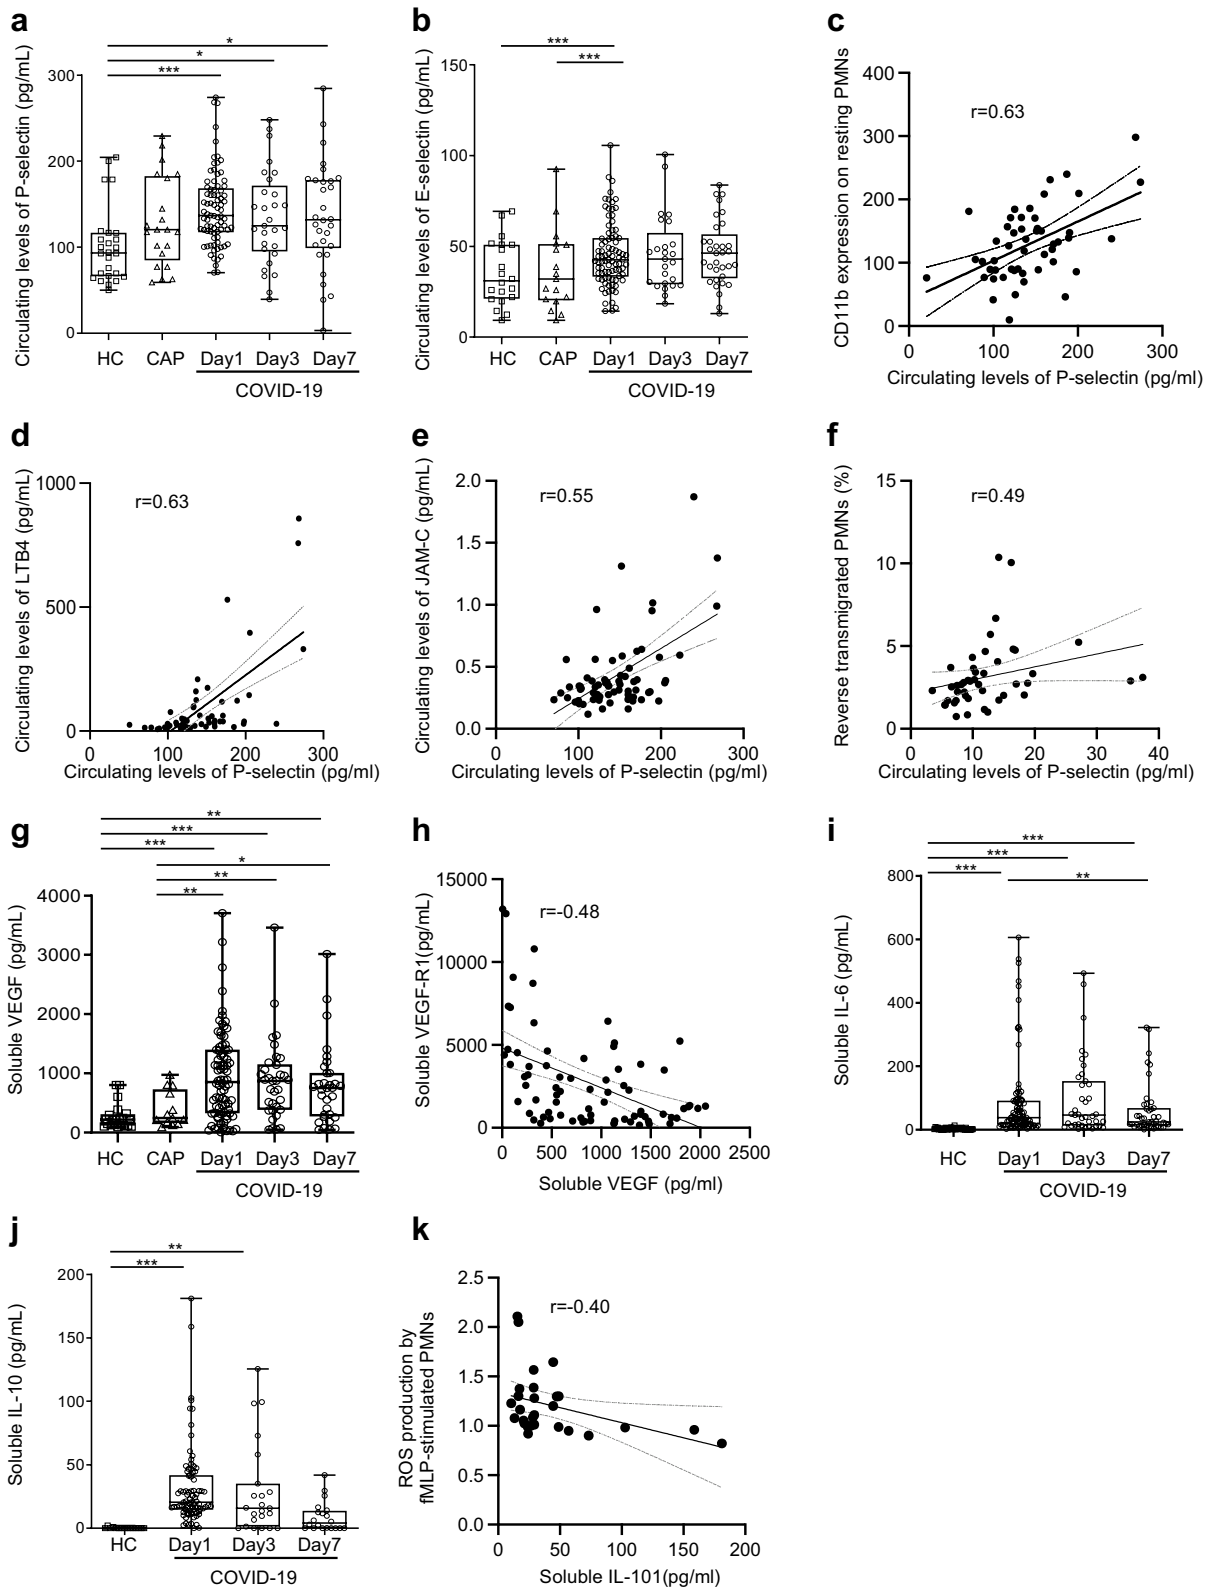 a
Circulating levels of P-selectin (pg/mL)
*
*
***
300
200
100
0
HC CAP Day1 Day3 Day7
COVID-19
b
Circulating levels of E-selectin (pg/mL)
***
***
150
100
50
0
HC CAP Day1 Day3 Day7
COVID-19
c
CD11b expression on resting PMNs
r=0.63
400
300
200
100
0
0 100 200 300
Circulating levels of P-selectin (pg/ml)
d
Circulating levels of LTB4 (pg/mL)
r=0.63
1000
500
0
0 100 200 300
Circulating levels of P-selectin (pg/ml)
e
Circulating levels of JAM-C (pg/mL)
r=0.55
2.0
1.5
1.0
0.5
0.0
0 100 200 300
Circulating levels of P-selectin (pg/ml)
f
Reverse transmigrated PMNs (%)
r=0.49
15
10
5
0
0 10 20 30 40
Circulating levels of P-selectin (pg/ml)
g
Soluble VEGF (pg/mL)
**
***
***
*
**
**
4000
3000
2000
1000
0
HC CAP Day1 Day3 Day7
COVID-19
h
Soluble VEGF-R1(pg/mL)
r=-0.48
15000
10000
5000
0
0 500 1000 1500 2000 2500
Soluble VEGF (pg/ml)
i
Soluble IL-6 (pg/mL)
***
***
***
**
800
600
400
200
0
HC Day1 Day3 Day7
COVID-19
j
Soluble IL-10 (pg/mL)
**
***
200
150
100
50
0
HC Day1 Day3 Day7
COVID-19
k
ROS production by
fMLP-stimulated PMNs
r=-0.40
2.5
2.0
1.5
1.0
0.5
0.0
0 50 100 150 200
Soluble IL-101(pg/ml)